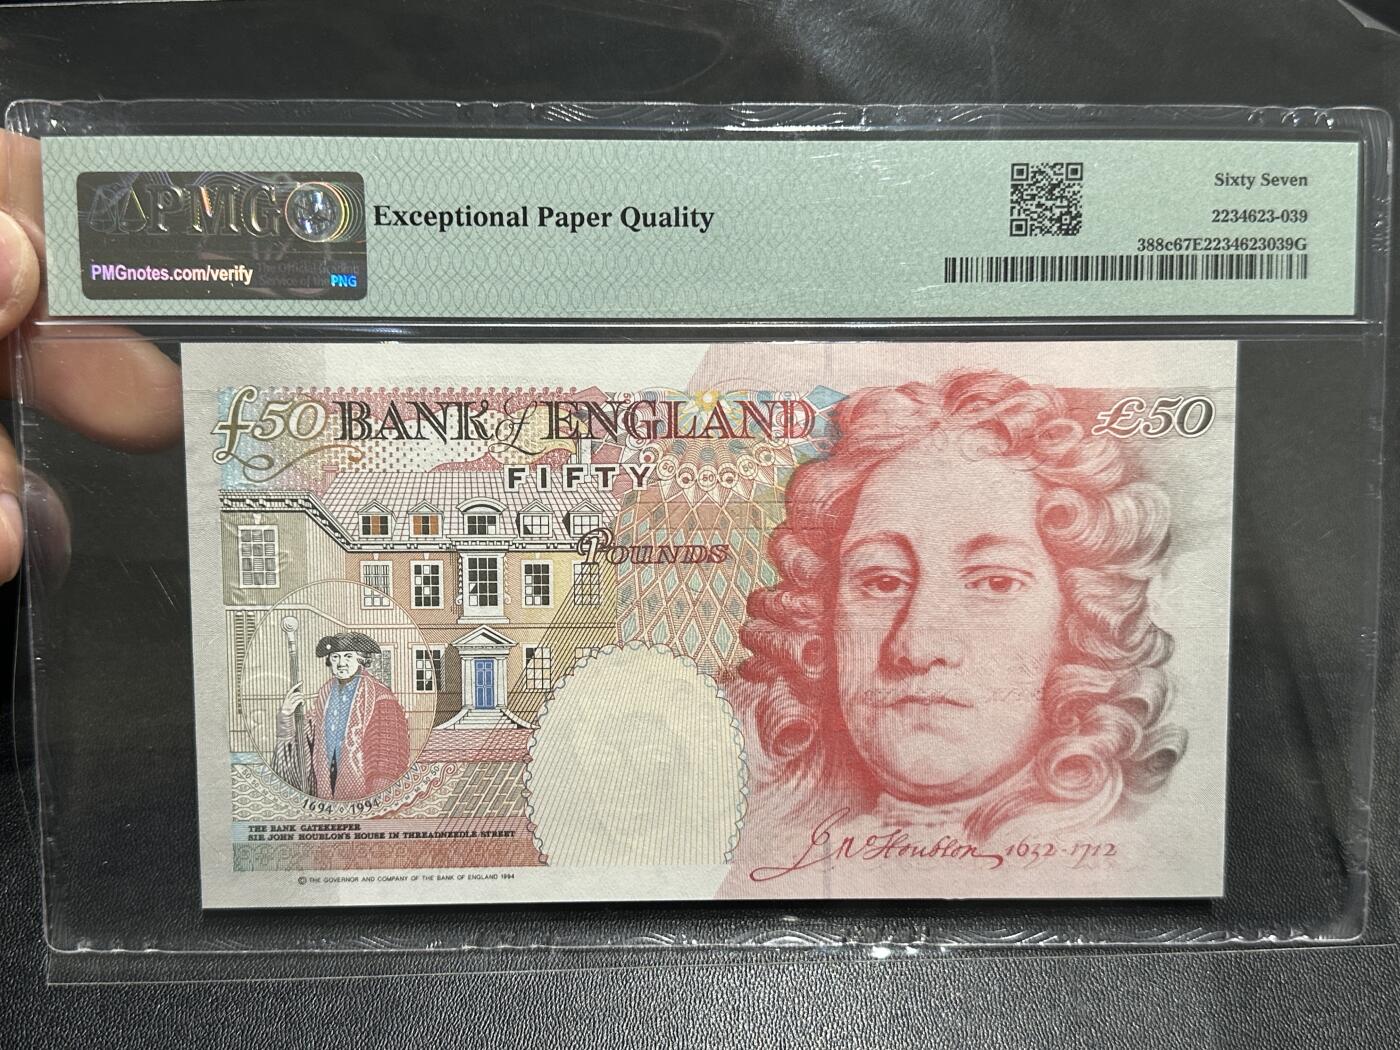 PMG
PMGnotes.com/verify
PNG
Exceptional Paper Quality
Sixty Seven
2234623-039
388c67E2234623039G
£50 BANK of ENGLAND £50
FIFTY
POUNDS
50
1694 1994
THE BANK GATEKEEPER
SIR JOHN HOUBLON'S HOUSE IN THREADNEEDLE STREET
© THE GOVERNOR AND COMPANY OF THE BANK OF ENGLAND 1994
Houblon 1632-1712